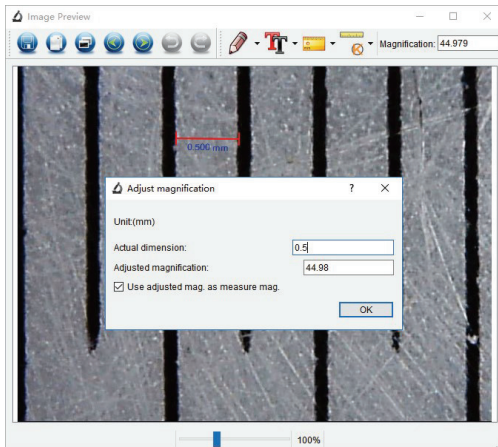 Image Preview
Magnification: 44.979
0.500 mm
Adjust magnification
Unit:(mm)
Actual dimension: 0.5
Adjusted magnification: 44.98
Use adjusted mag. as measure mag.
OK
100%